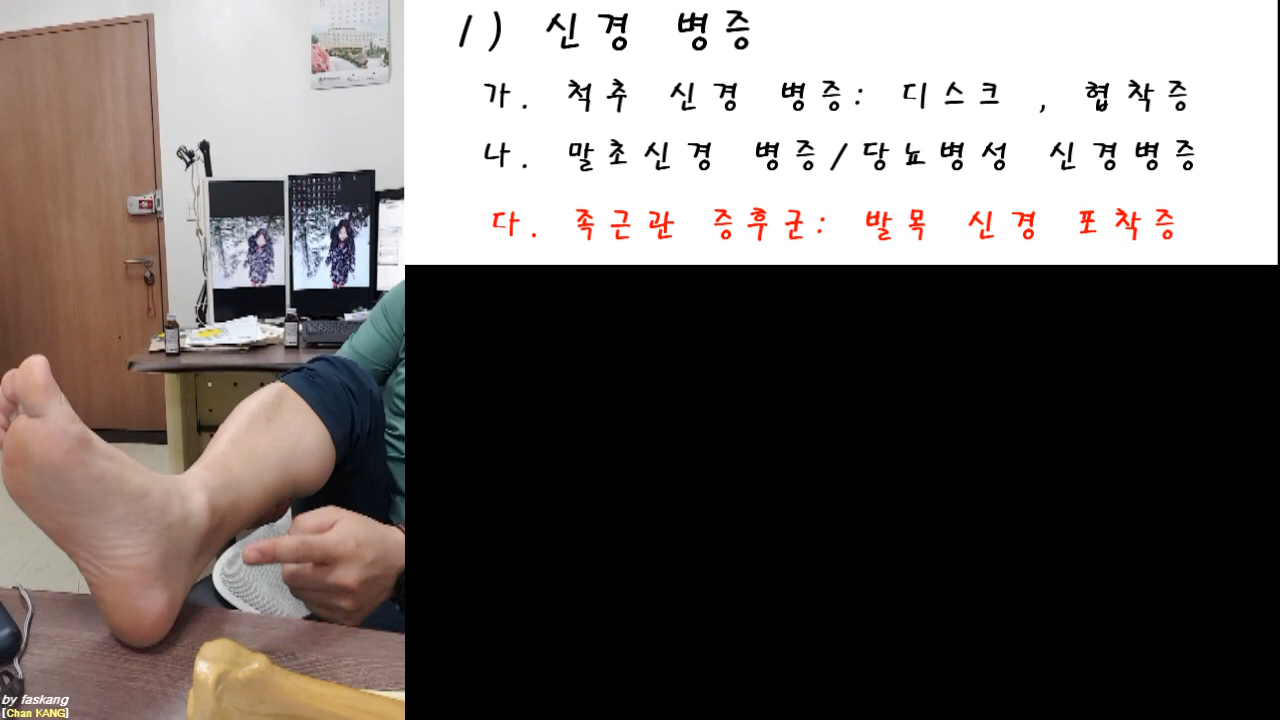 1) 신경 병증
가. 척추 신경 병증: 디스크, 협착증
나. 말초신경 병증/당뇨병성 신경병증
다. 족근관 증후군: 발목 신경 포착증
by faskang
[Chan KANG]